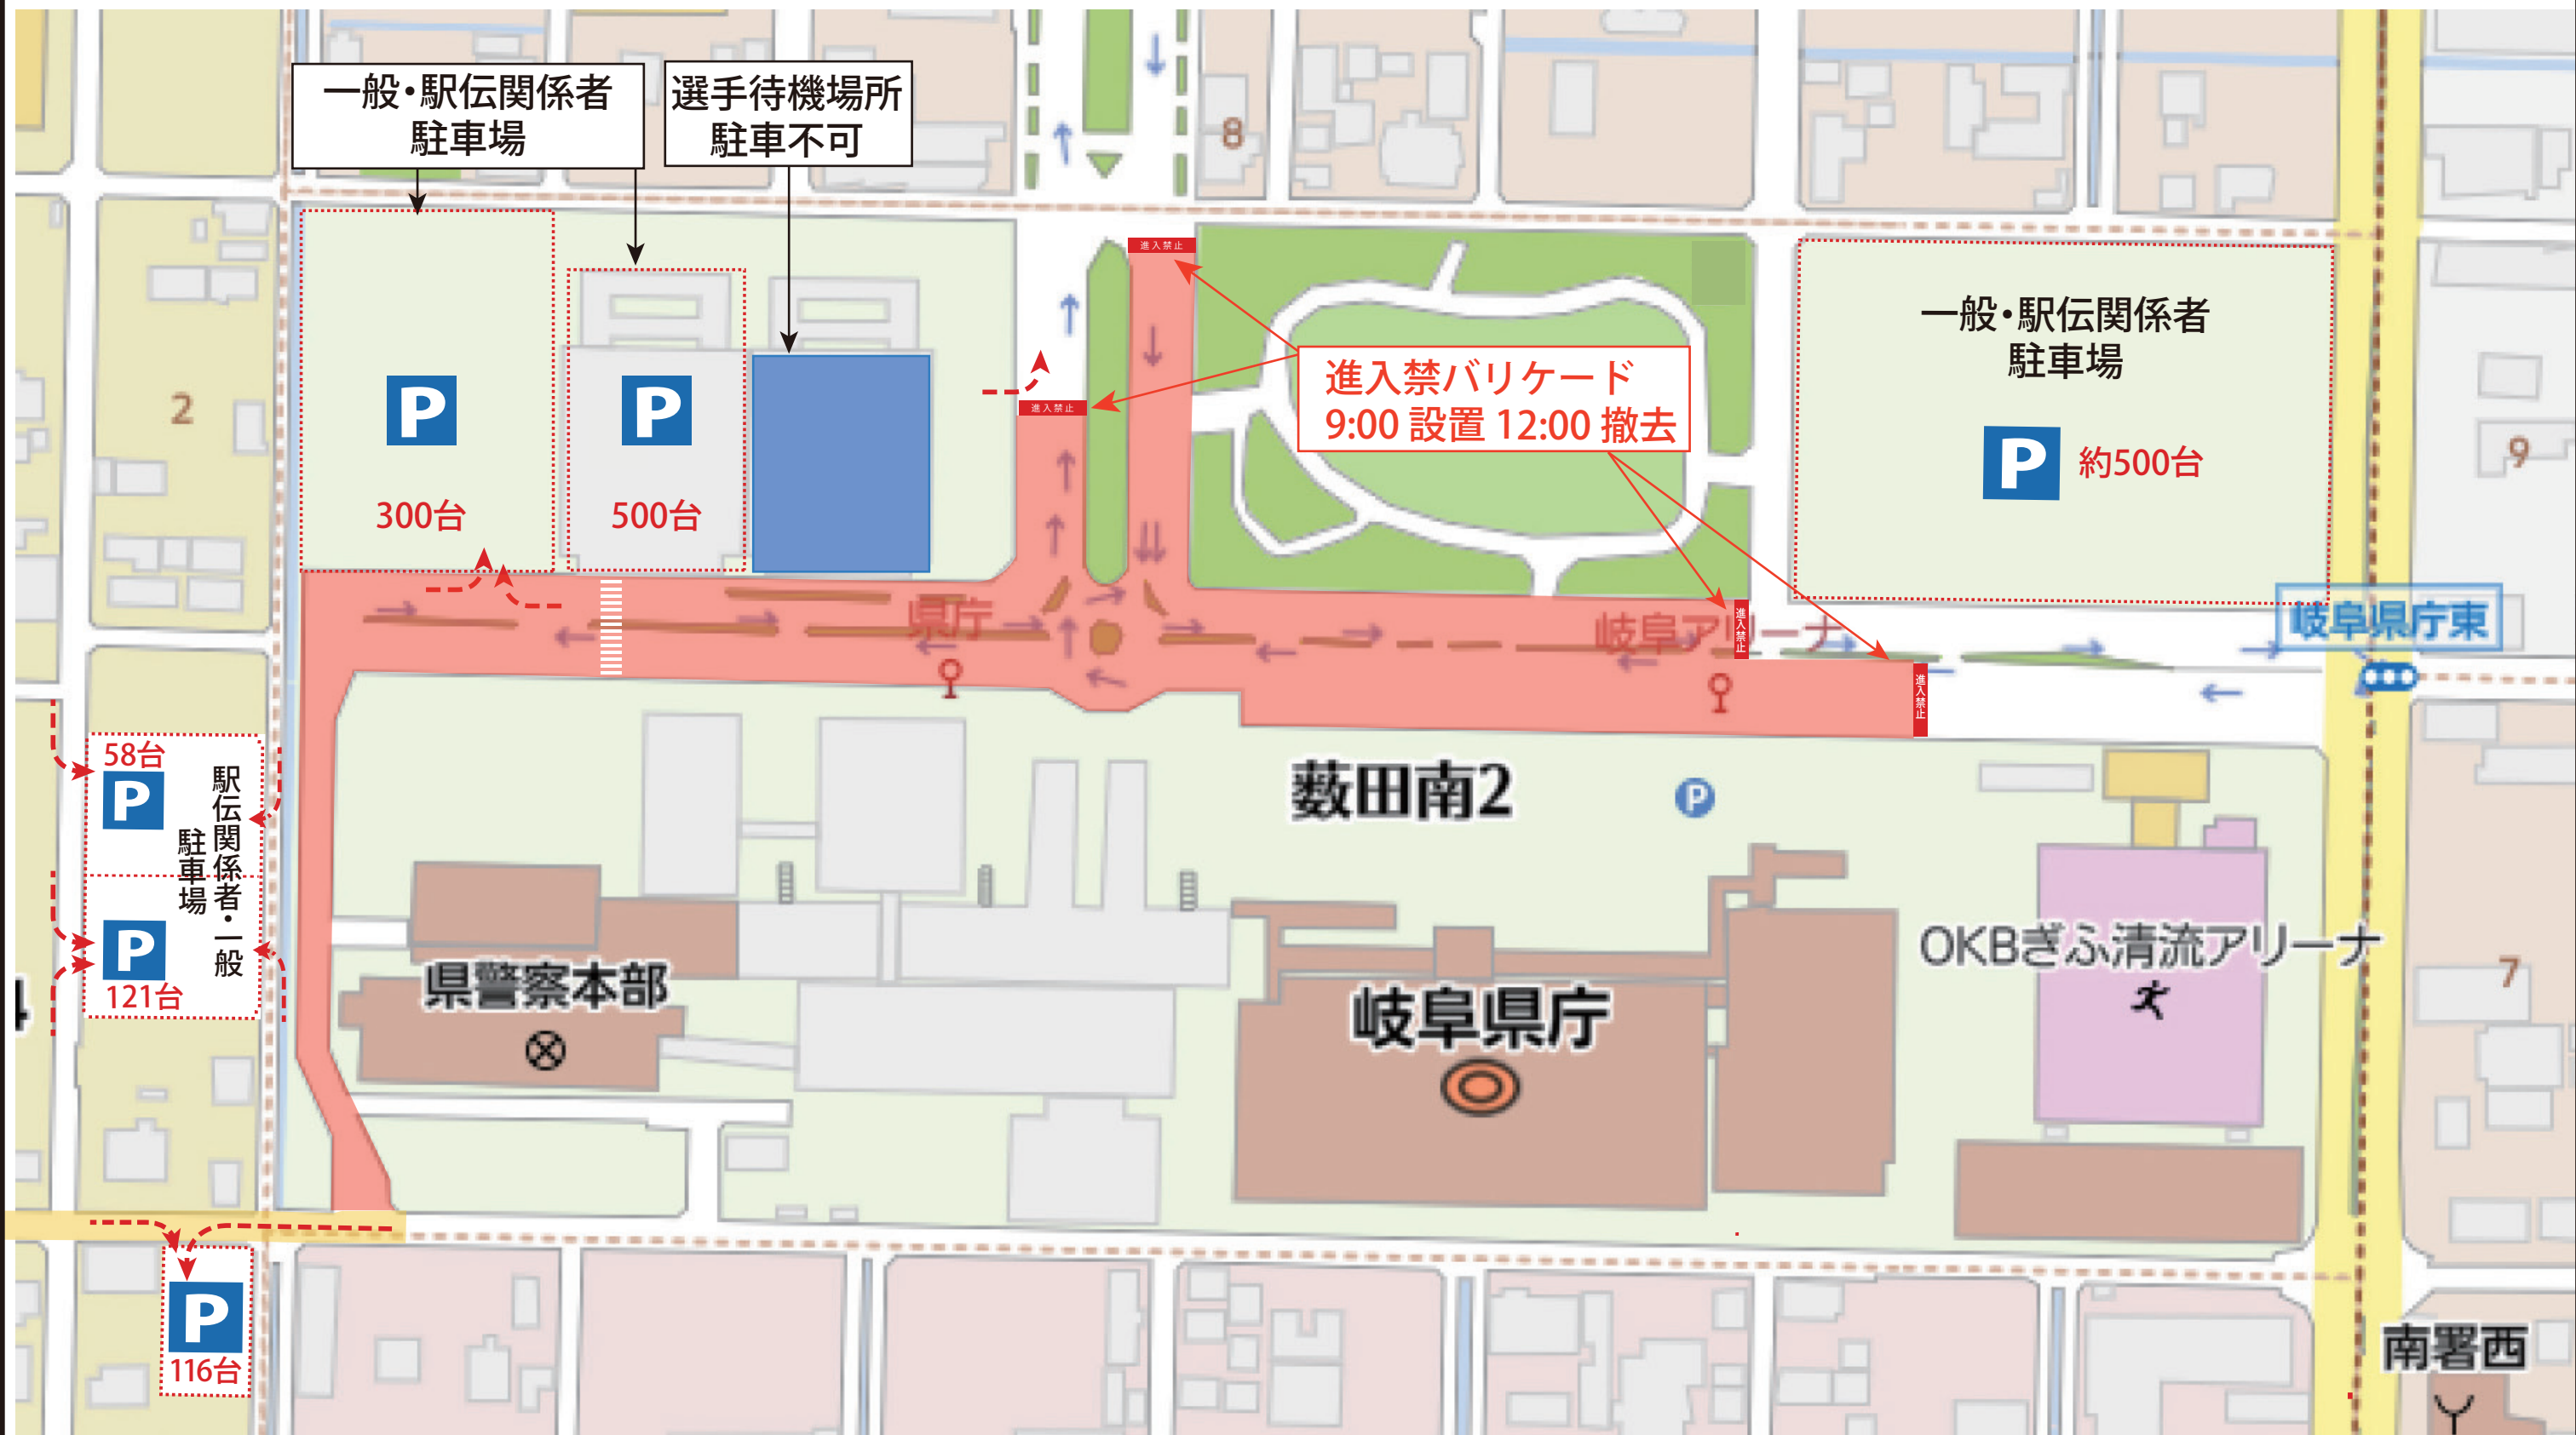 一般・駅伝関係者
駐車場
選手待機場所
駐車不可
8
進入禁止
一般・駅伝関係者
駐車場
進入禁バリケード
9:00 設置 12:00 撤去
進入禁止
2
P
P
P
約500台
9
300台
500台
県庁
岐阜アリーナ
進入禁止
岐阜県庁東
進入禁止
58台
P
駅伝関係者・一般
駐車場
P
121台
薮田南2
P
県警察本部
岐阜県庁
OKBぎふ清流アリーナ
7
4
P
116台
南署西